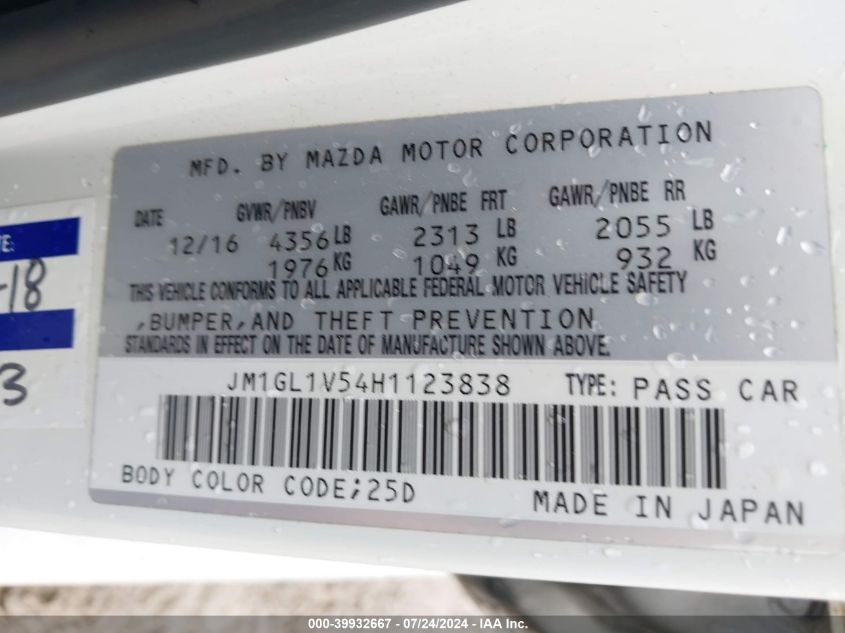 MFD. BY MAZDA MOTOR CORPORATION
DATE GVWR/PNBV GAWR/PNBE FRT GAWR/PNBE RR
12/16 4356 LB 2313 LB 2055 LB
1976 KG 1049 KG 932 KG
THIS VEHICLE CONFORMS TO ALL APPLICABLE FEDERAL MOTOR VEHICLE SAFETY
,BUMPER,AND THEFT PREVENTION
STANDARDS IN EFFECT ON THE DATE OF MANUFACTURE SHOWN ABOVE.
JM1GL1V54H1123838 TYPE: PASS CAR
BODY COLOR CODE;25D
MADE IN JAPAN
-18
3
000-39932667 - 07/24/2024 - IAA Inc.